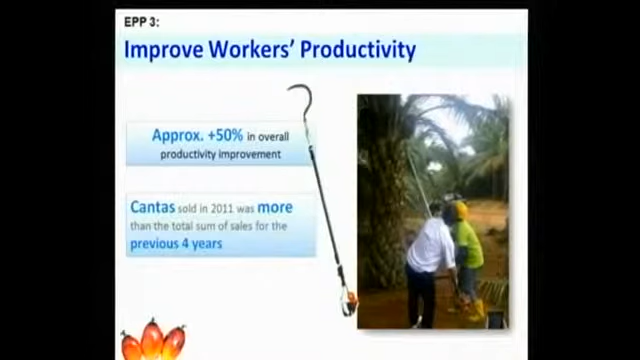 EPP 3:
Improve Workers' Productivity
Approx. +50% in overall
productivity improvement
Cantas sold in 2011 was more
than the total sum of sales for the
previous 4 years